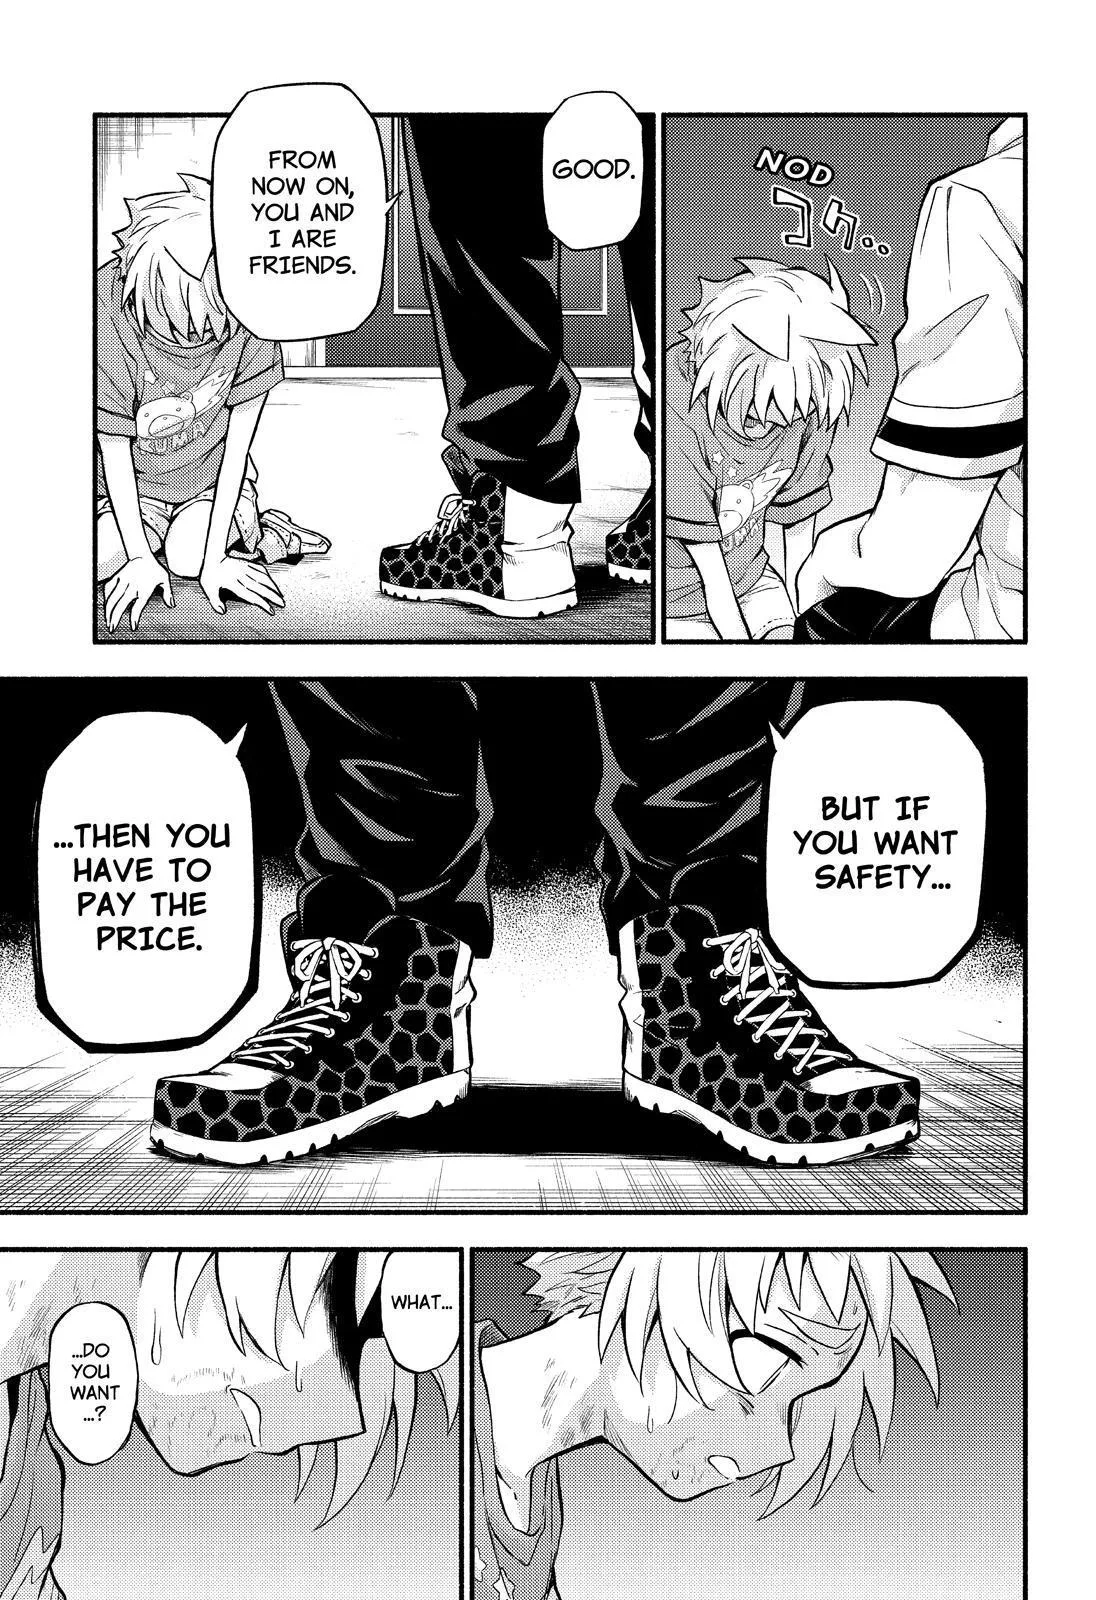 NOD
コク..
GOOD.
FROM
NOW ON,
YOU AND
I ARE
FRIENDS.
BUT IF
YOU WANT
SAFETY...
...THEN YOU
HAVE TO
PAY THE
PRICE.
WHAT...
...DO
YOU
WANT
...?